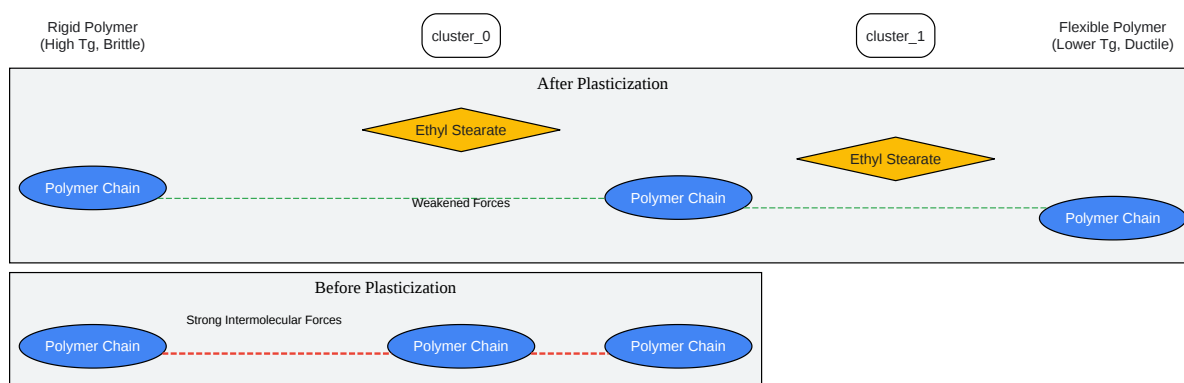 Rigid Polymer
(High Tg, Brittle)
cluster_0
cluster_1
Flexible Polymer
(Lower Tg, Ductile)
After Plasticization
Ethyl Stearate
Ethyl Stearate
Polymer Chain
Polymer Chain
Weakened Forces
Polymer Chain
Before Plasticization
Strong Intermolecular Forces
Polymer Chain
Polymer Chain
Polymer Chain